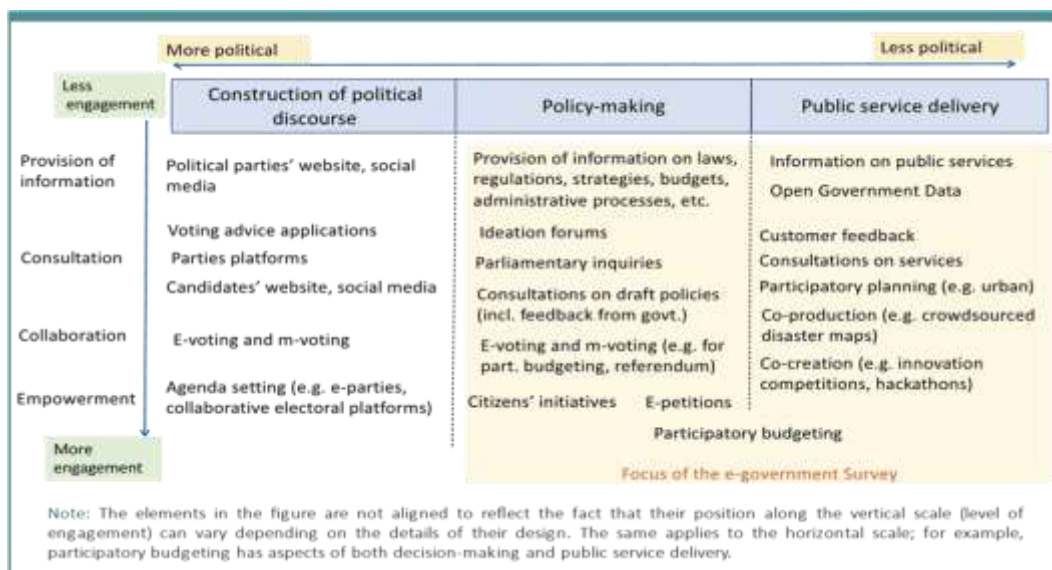 More political
Less political
Less
engagement
Construction of political
discourse
Policy-making
Public service delivery
Provision of
information
Political parties' website, social
media
Provision of information on laws,
regulations, strategies, budgets,
administrative processes, etc.
Information on public services
Open Government Data
Voting advice applications
Ideation forums
Customer feedback
Consultation
Parties platforms
Parliamentary inquiries
Consultations on services
Candidates' website, social media
Consultations on draft policies
(incl. feedback from govt.)
Participatory planning (e.g. urban)
Collaboration
E-voting and m-voting
E-voting and m-voting (e.g. for
part. budgeting, referendum)
Co-production (e.g. crowdsourced
disaster maps)
Co-creation (e.g. innovation
competitions, hackathons)
Empowerment
Agenda setting (e.g. e-parties,
collaborative electoral platforms)
Citizens' initiatives
E-petitions
Participatory budgeting
More
engagement
Focus of the e-government Survey
Note: The elements in the figure are not aligned to reflect the fact that their position along the vertical scale (level of
engagement) can vary depending on the details of their design. The same applies to the horizontal scale; for example,
participatory budgeting has aspects of both decision-making and public service delivery.